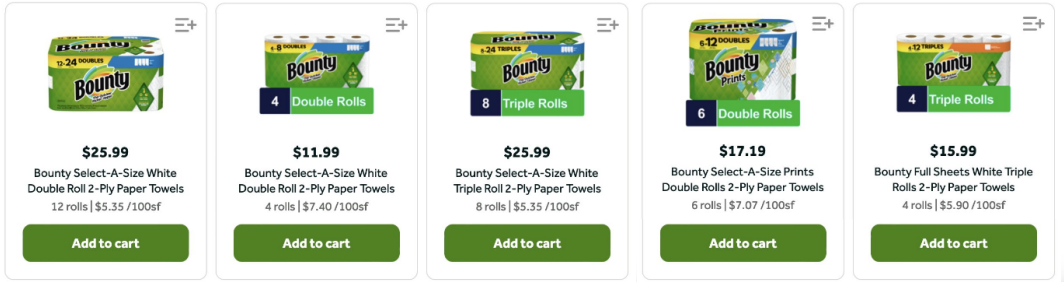 BOUNTY
12=24 DOUBLES
Bounty
$25.99
Bounty Select-A-Size White
Double Roll 2-Ply Paper Towels
12 rolls | $5.35 /100sf
Add to cart
=8 DOUBLES
Bounty
4 Double Rolls
$11.99
Bounty Select-A-Size White
Double Roll 2-Ply Paper Towels
4 rolls | $7.40 /100sf
Add to cart
Bounty
=24 TRIPLES
Bounty
8 Triple Rolls
$25.99
Bounty Select-A-Size White
Triple Roll 2-Ply Paper Towels
8 rolls | $5.35 /100sf
Add to cart
BOUNTY
Prints
6=12 DOUBLES
Bounty
Prints
6 Double Rolls
$17.19
Bounty Select-A-Size Prints
Double Rolls 2-Ply Paper Towels
6 rolls | $7.07 /100sf
Add to cart
=12 TRIPLES
Bounty
4 Triple Rolls
$15.99
Bounty Full Sheets White Triple
Rolls 2-Ply Paper Towels
4 rolls | $5.90 /100sf
Add to cart